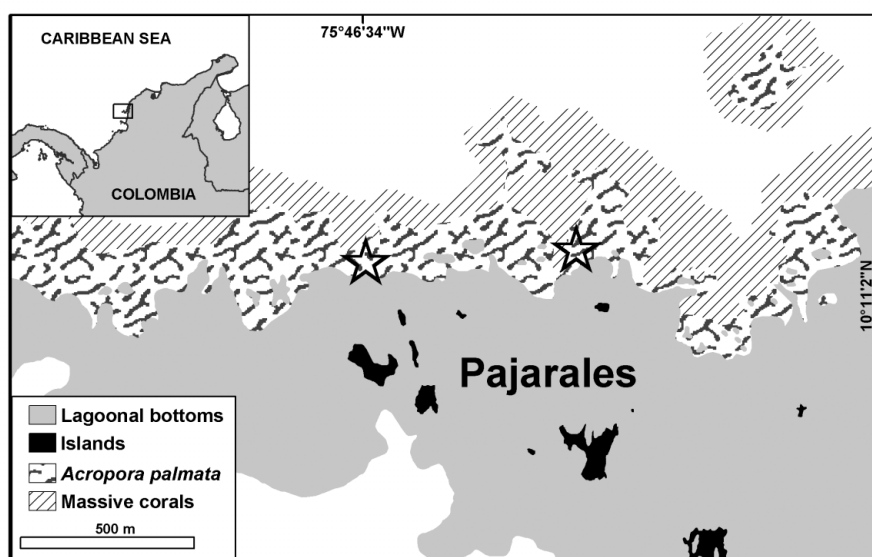 CARIBBEAN SEA
COLOMBIA
75°46'34"W
10°11'2"N
Pajarales
Lagoonal bottoms
Islands
Acropora palmata
Massive corals
500 m